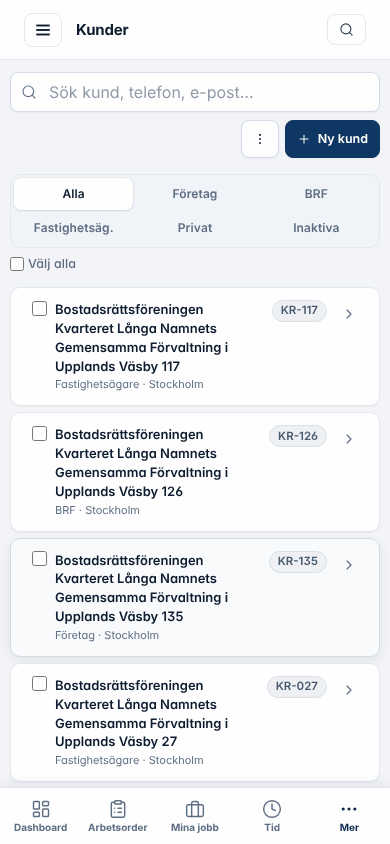 Kunder
Sök kund, telefon, e-post...
Ny kund
Alla
Företag
BRF
Fastighetsäg.
Privat
Inaktiva
Välj alla
Bostadsrättsföreningen
Kvarteret Långa Namnets
Gemensamma Förvaltning i
Upplands Väsby 117
KR-117
Fastighetsägare · Stockholm
Bostadsrättsföreningen
Kvarteret Långa Namnets
Gemensamma Förvaltning i
Upplands Väsby 126
KR-126
BRF · Stockholm
Bostadsrättsföreningen
Kvarteret Långa Namnets
Gemensamma Förvaltning i
Upplands Väsby 135
KR-135
Företag · Stockholm
Bostadsrättsföreningen
Kvarteret Långa Namnets
Gemensamma Förvaltning i
Upplands Väsby 27
KR-027
Fastighetsägare · Stockholm
Dashboard
Arbetsorder
Mina jobb
Tid
Mer